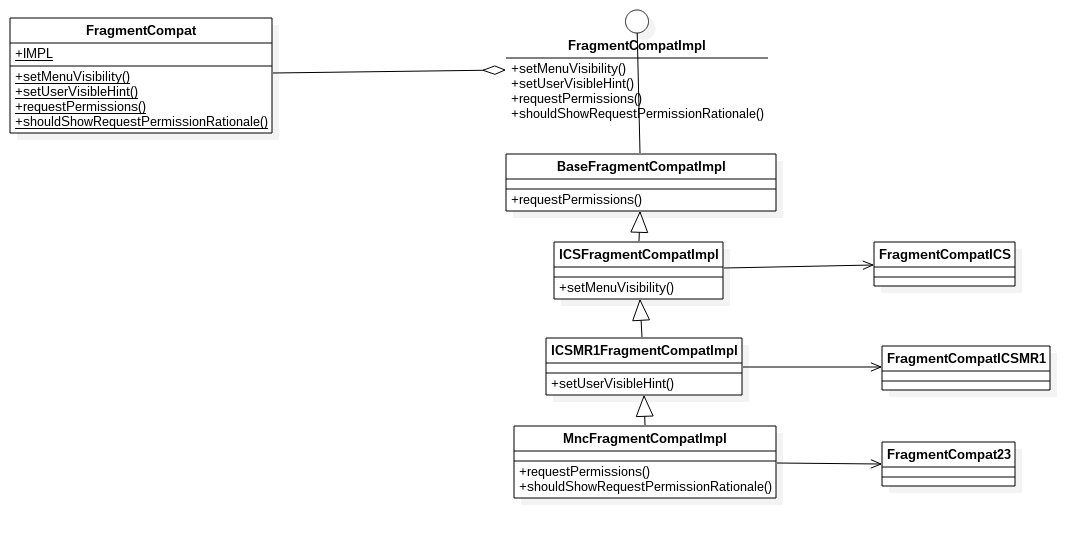 FragmentCompat
+IMPL
+setMenuVisibility()
+setUserVisibleHint()
+requestPermissions()
+shouldShowRequestPermissionRationale()
FragmentCompatImpl
+setMenuVisibility()
+setUserVisibleHint()
+requestPermissions()
+shouldShowRequestPermissionRationale()
BaseFragmentCompatImpl
+requestPermissions()
ICSFragmentCompatImpl
+setMenuVisibility()
FragmentCompatICS
ICSMR1FragmentCompatImpl
+setUserVisibleHint()
FragmentCompatICSMR1
MncFragmentCompatImpl
+requestPermissions()
+shouldShowRequestPermissionRationale()
FragmentCompat23